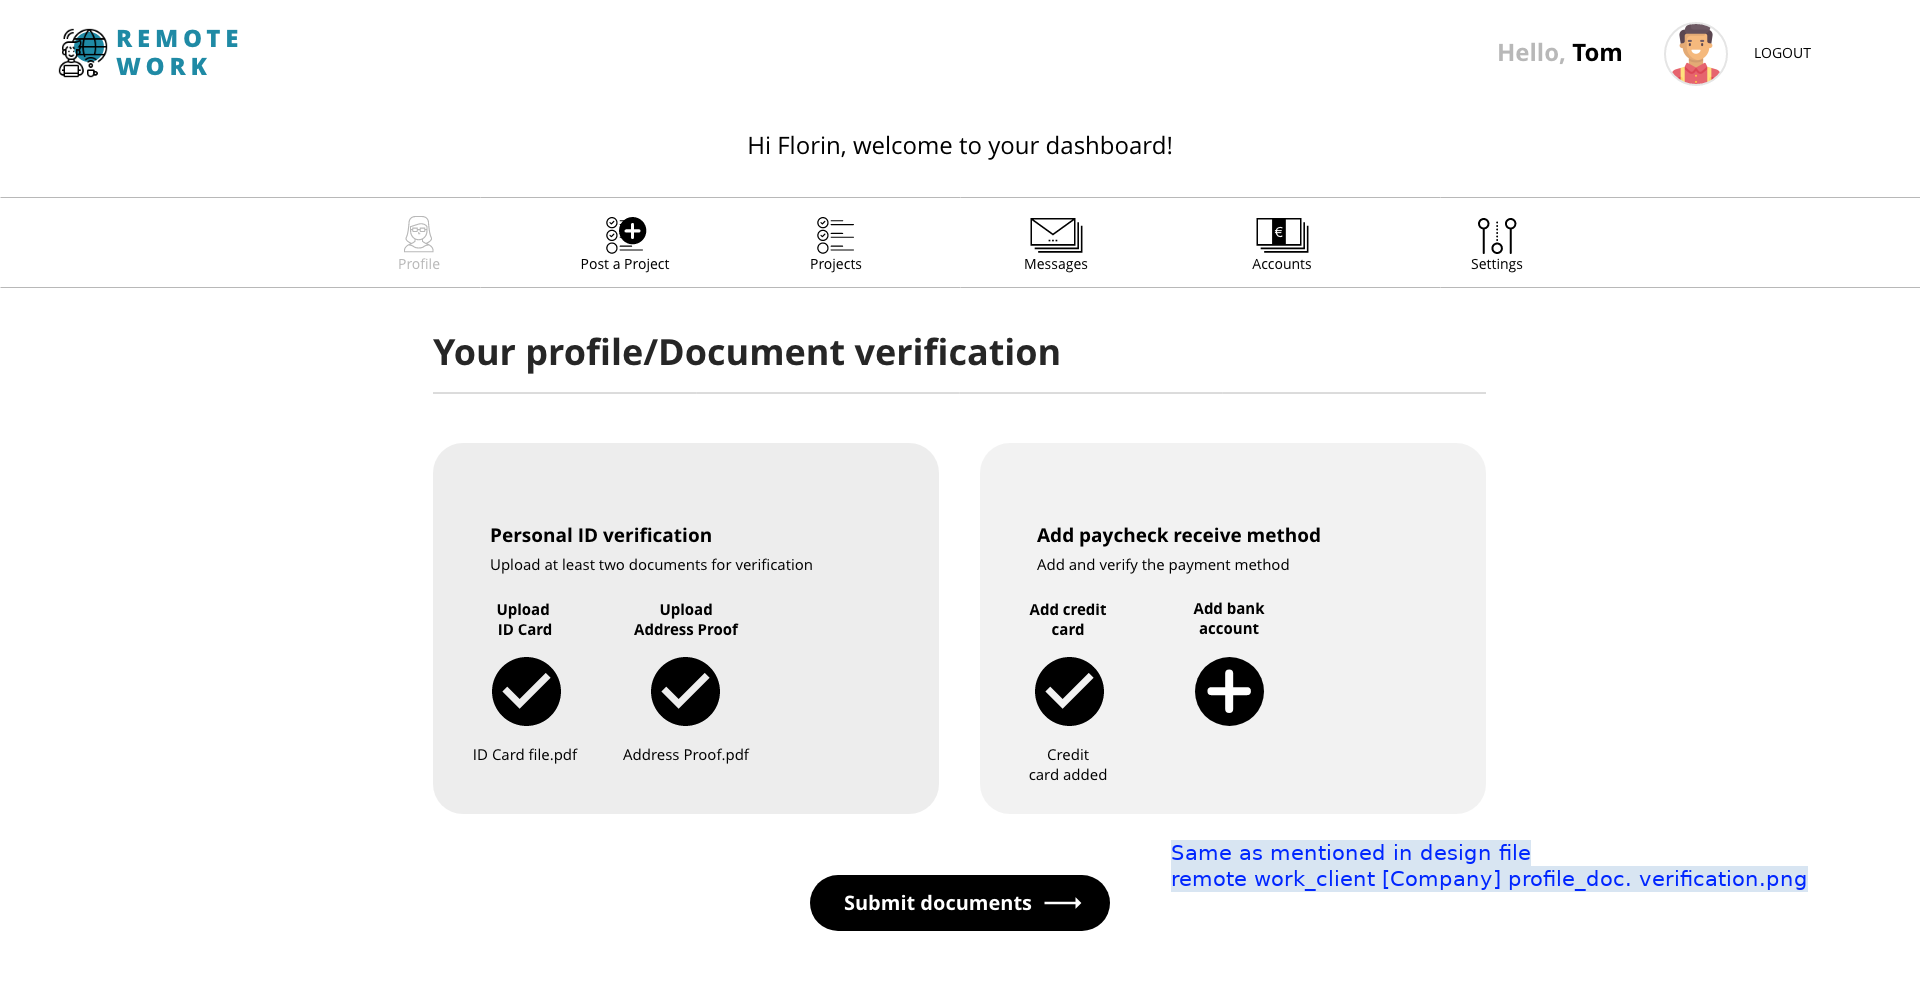 REMOTE
WORK
Hello, Tom
LOGOUT
Hi Florin, welcome to your dashboard!
Profile
Post a Project
Projects
Messages
€
Accounts
Settings
Your profile/Document verification
Personal ID verification
Upload at least two documents for verification
Upload
ID Card
Upload
Address Proof
ID Card file.pdf
Address Proof.pdf
Add paycheck receive method
Add and verify the payment method
Add credit
card
Add bank
account
Credit
card added
Same as mentioned in design file
remote work_client [Company] profile_doc. verification.png
Submit documents